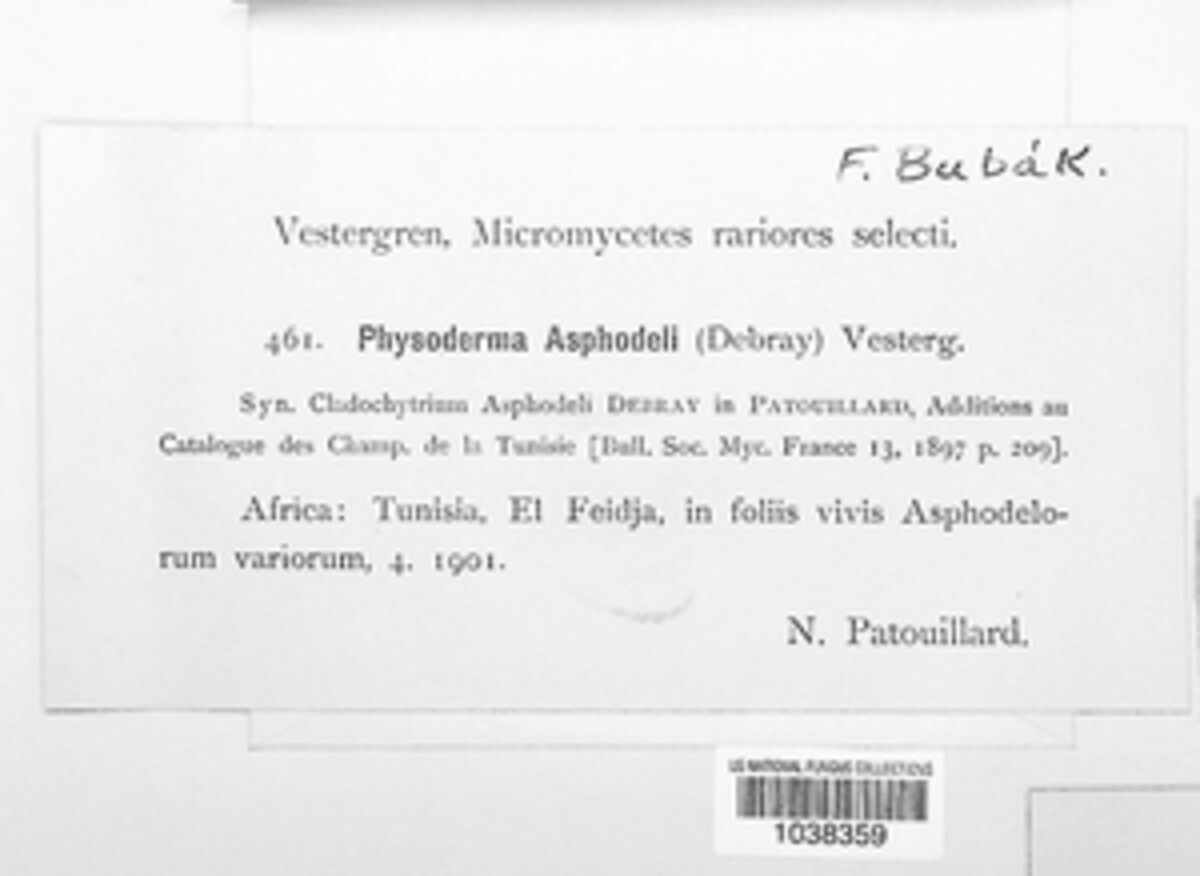 F. Bubák.
Vestergren, Micromycetes rariores selecti.
461. Physoderma Asphodeli (Debray) Vesterg.
Syn. Cladochytrium Asphodeli DEBRAY in PATOUILLARD, Additions au
Catalogue des Champ. de la Tunisie [Bull. Soc. Myc. France 13, 1897 p. 209].
Africa: Tunisia, El Feidja, in foliis vivis Asphodelo-
rum variorum, 4. 1901.
N. Patouillard.
US NATIONAL FUNGUS COLLECTIONS
1038359